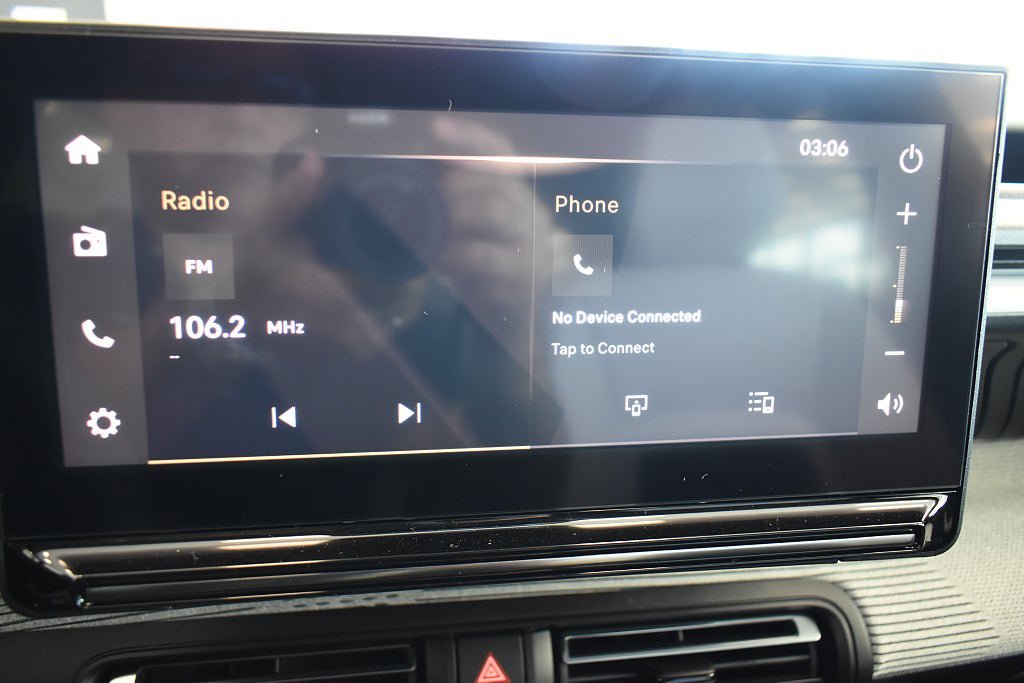 03:06
Radio
FM
106.2 MHz
--
Phone
No Device Connected
Tap to Connect